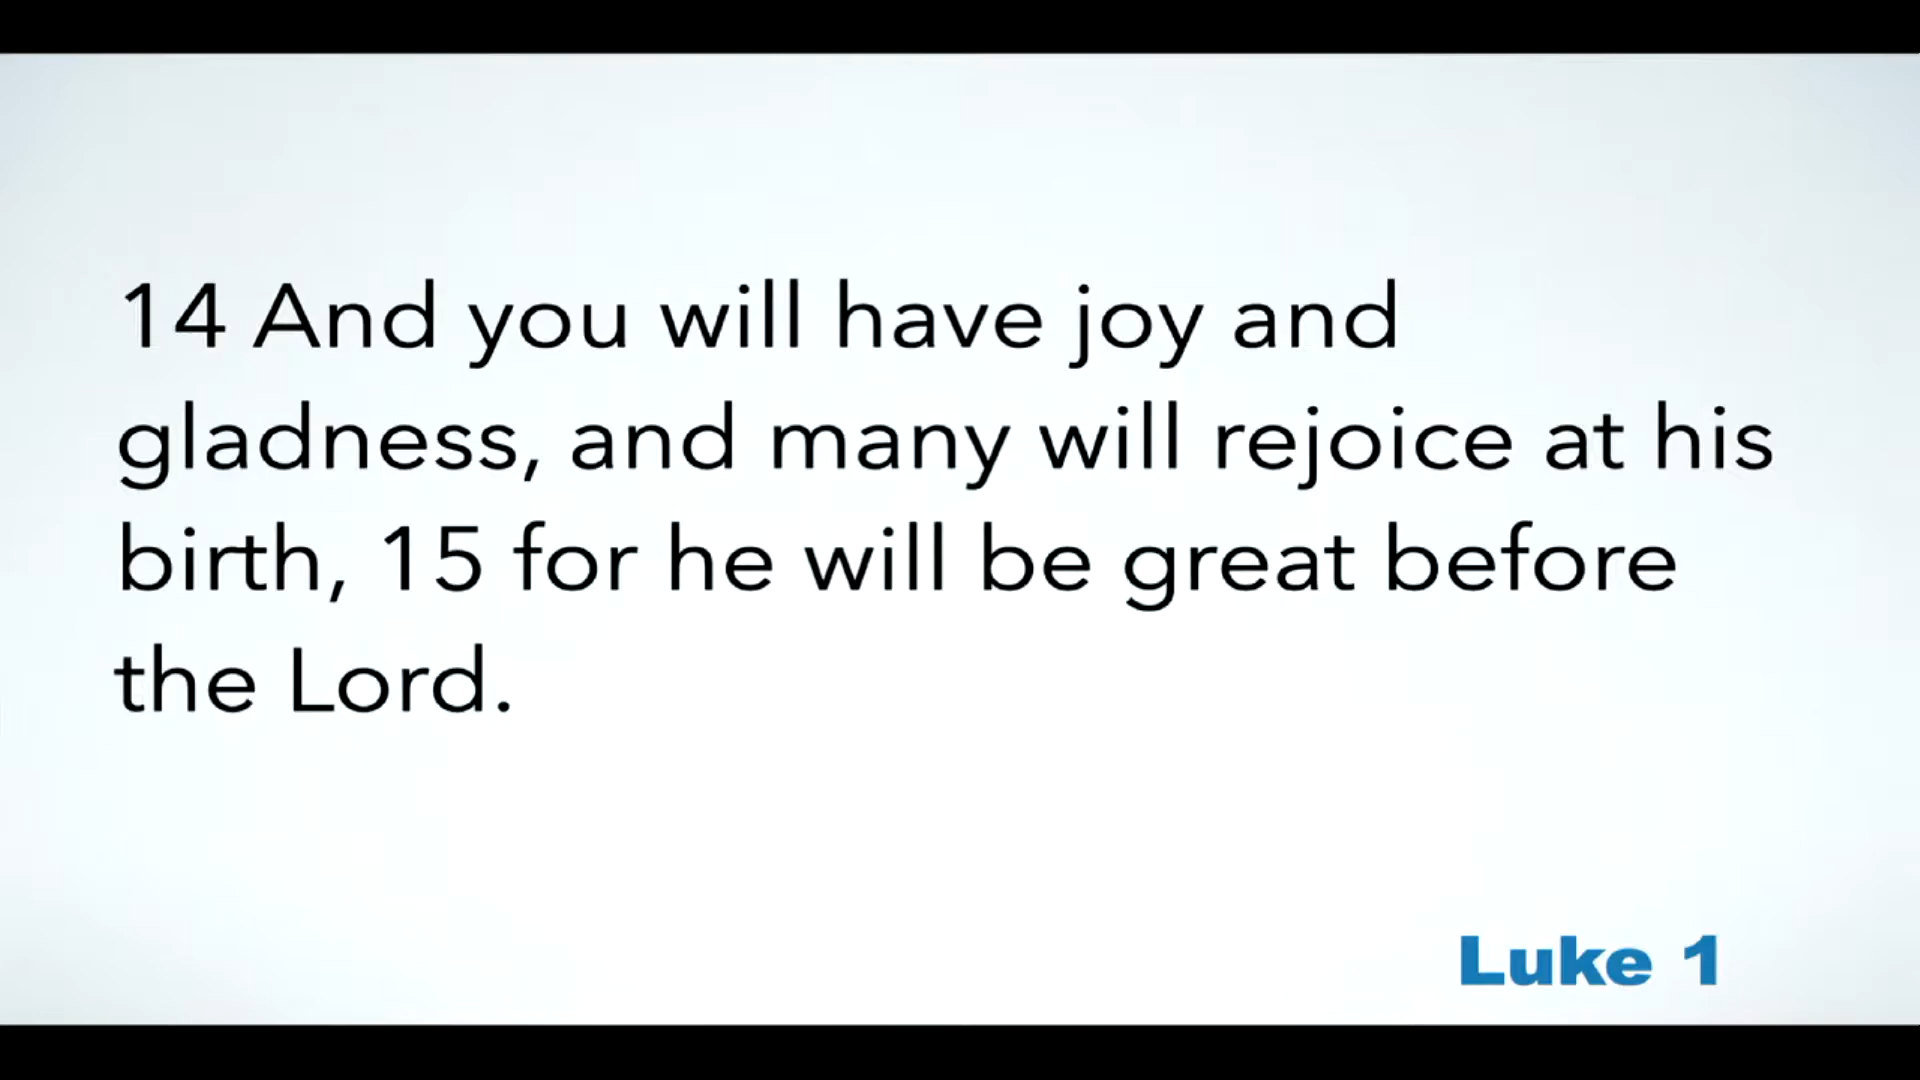 14 And you will have joy and
gladness, and many will rejoice at his
birth, 15 for he will be great before
the Lord.
Luke 1